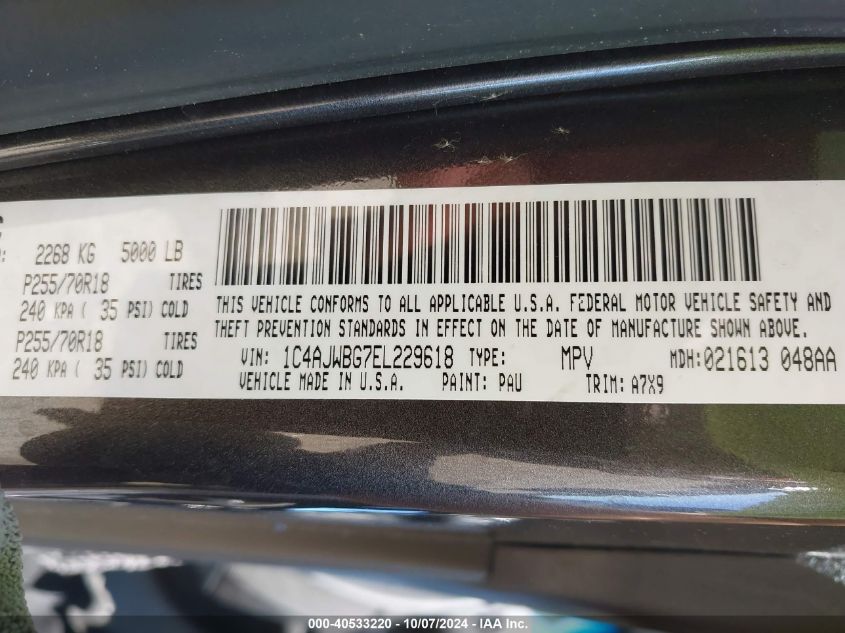 2268 KG 5000 LB
P255/70R18 TIRES
240 KPA ( 35 PSI) COLD
P255/70R18 TIRES
240 KPA ( 35 PSI) COLD
THIS VEHICLE CONFORMS TO ALL APPLICABLE U.S.A. FEDERAL MOTOR VEHICLE SAFETY AND
THEFT PREVENTION STANDARDS IN EFFECT ON THE DATE OF MANUFACTURE SHOWN ABOVE.
VIN: 1C4AJWBG7EL229618 TYPE: MPV MDH:021613 048AA
VEHICLE MADE IN U.S.A. PAINT: PAU TRIM: A7X9
000-40533220 - 10/07/2024 - IAA Inc.